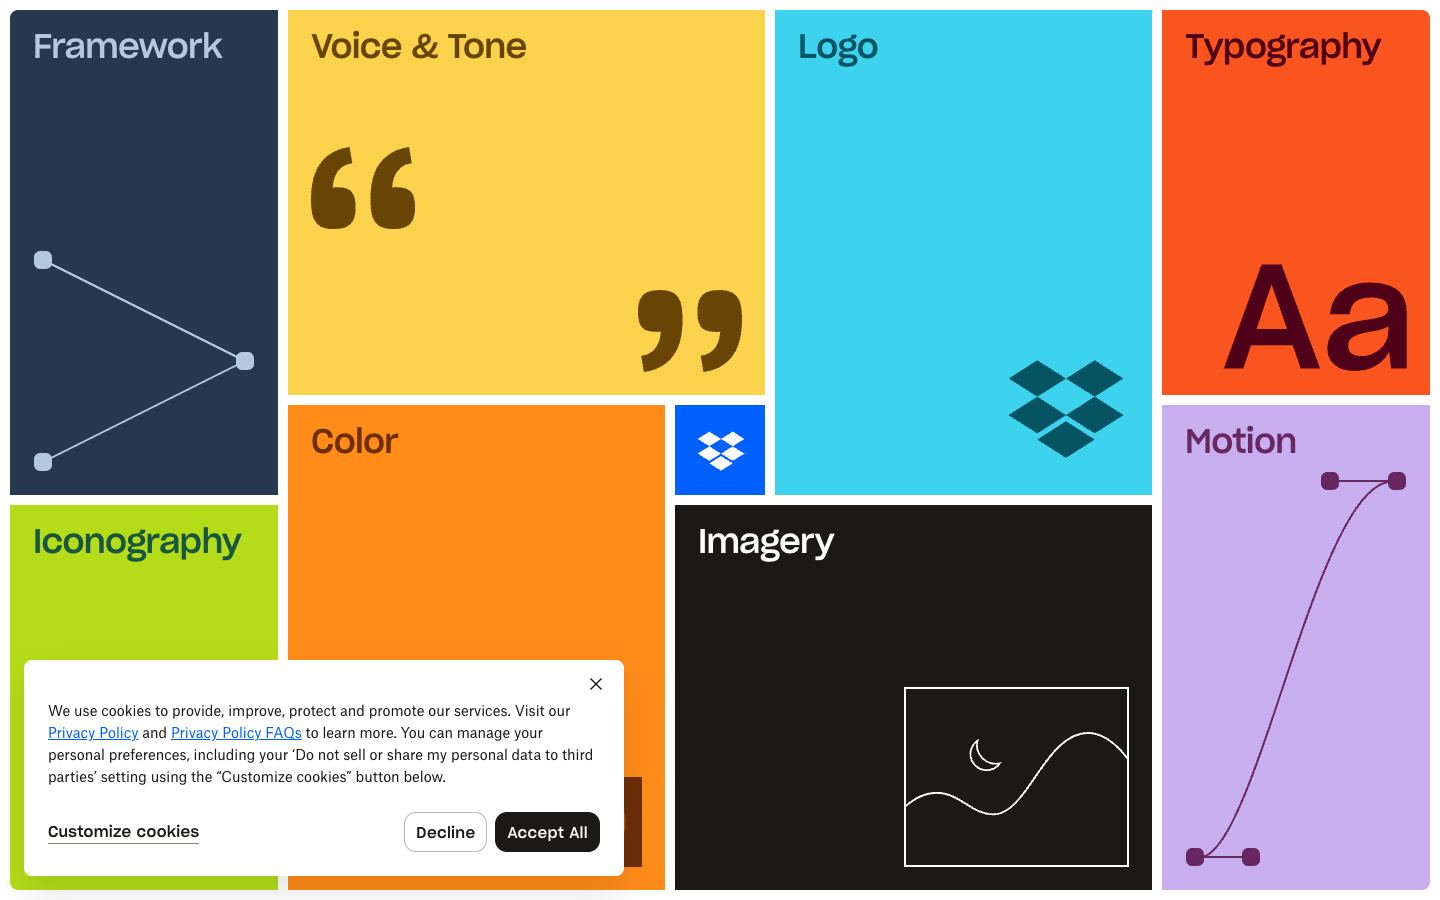 Framework
Voice & Tone
“
”
Logo
Typography
Aa
Color
Motion
Iconography
Imagery
We use cookies to provide, improve, protect and promote our services. Visit our
Privacy Policy and Privacy Policy FAQs to learn more. You can manage your
personal preferences, including your ‘Do not sell or share my personal data to third
parties’ setting using the “Customize cookies” button below.
Customize cookies
Decline
Accept All